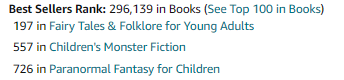 Best Sellers Rank: 296,139 in Books (See Top 100 in Books)
197 in Fairy Tales & Folklore for Young Adults
557 in Children's Monster Fiction
726 in Paranormal Fantasy for Children